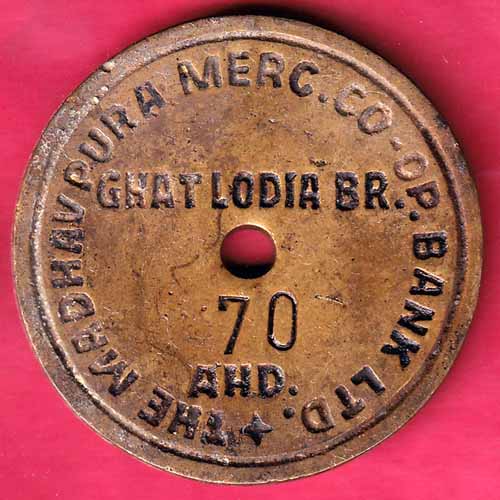 THE MADHAVPURA MERC. CO-OP. BANK LTD.
GHATLODIA BR.
70
AHD.